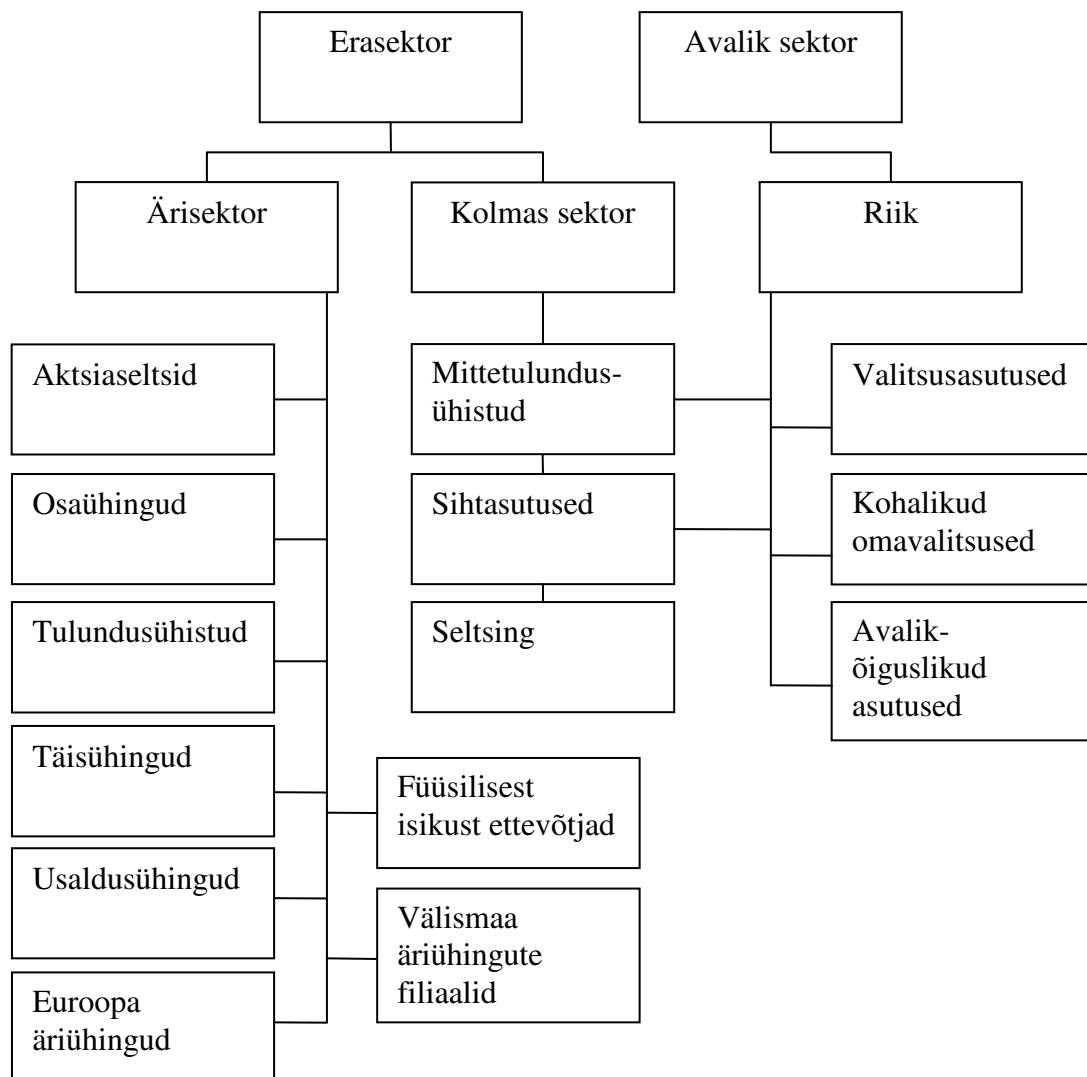 Erasektor
Avalik sektor
Ärisektor
Kolmas sektor
Riik
Aktsiaseltsid
Mittetulundus-
ühistud
Valitsusasutused
Osaühingud
Sihtasutused
Kohalikud
omavalitsused
Tulundusühistud
Seltsing
Avalik-
õiguslikud
asutused
Täisühingud
Füüsilisest
isikust ettevõtjad
Usaldusühingud
Välismaa
äriühingute
filiaalid
Euroopa
äriühingud